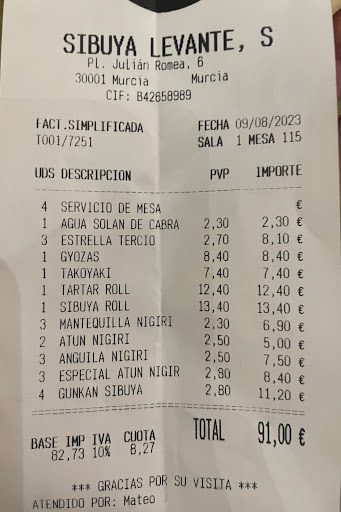 SIBUYA LEVANTE, S
PL. Julián Romea, 6
30001 Murcia Murcia
CIF: B42658989
FACT.SIMPLIFICADA FECHA 09/08/2023
T001/7251 SALA 1 MESA 115
UDS DESCRIPCION PVP IMPORTE
4 SERVICIO DE MESA €
1 AGUA SOLAN DE CABRA 2,30 2,30 €
3 ESTRELLA TERCIO 2,70 8,10 €
1 GYOZAS 8,40 8,40 €
1 TAKOYAKI 7,40 7,40 €
1 TARTAR ROLL 12,40 12,40 €
1 SIBUYA ROLL 13,40 13,40 €
3 MANTEQUILLA NIGIRI 2,30 6,90 €
2 ATUN NIGIRI 2,50 5,00 €
3 ANGUILA NIGIRI 2,50 7,50 €
3 ESPECIAL ATUN NIGIR 2,80 8,40 €
4 GUNKAN SIBUYA 2,80 11,20 €
BASE IMP IVA CUOTA TOTAL 91,00 €
82,73 10% 8,27
*** GRACIAS POR SU VISITA ***
ATENDIDO POR: Mateo